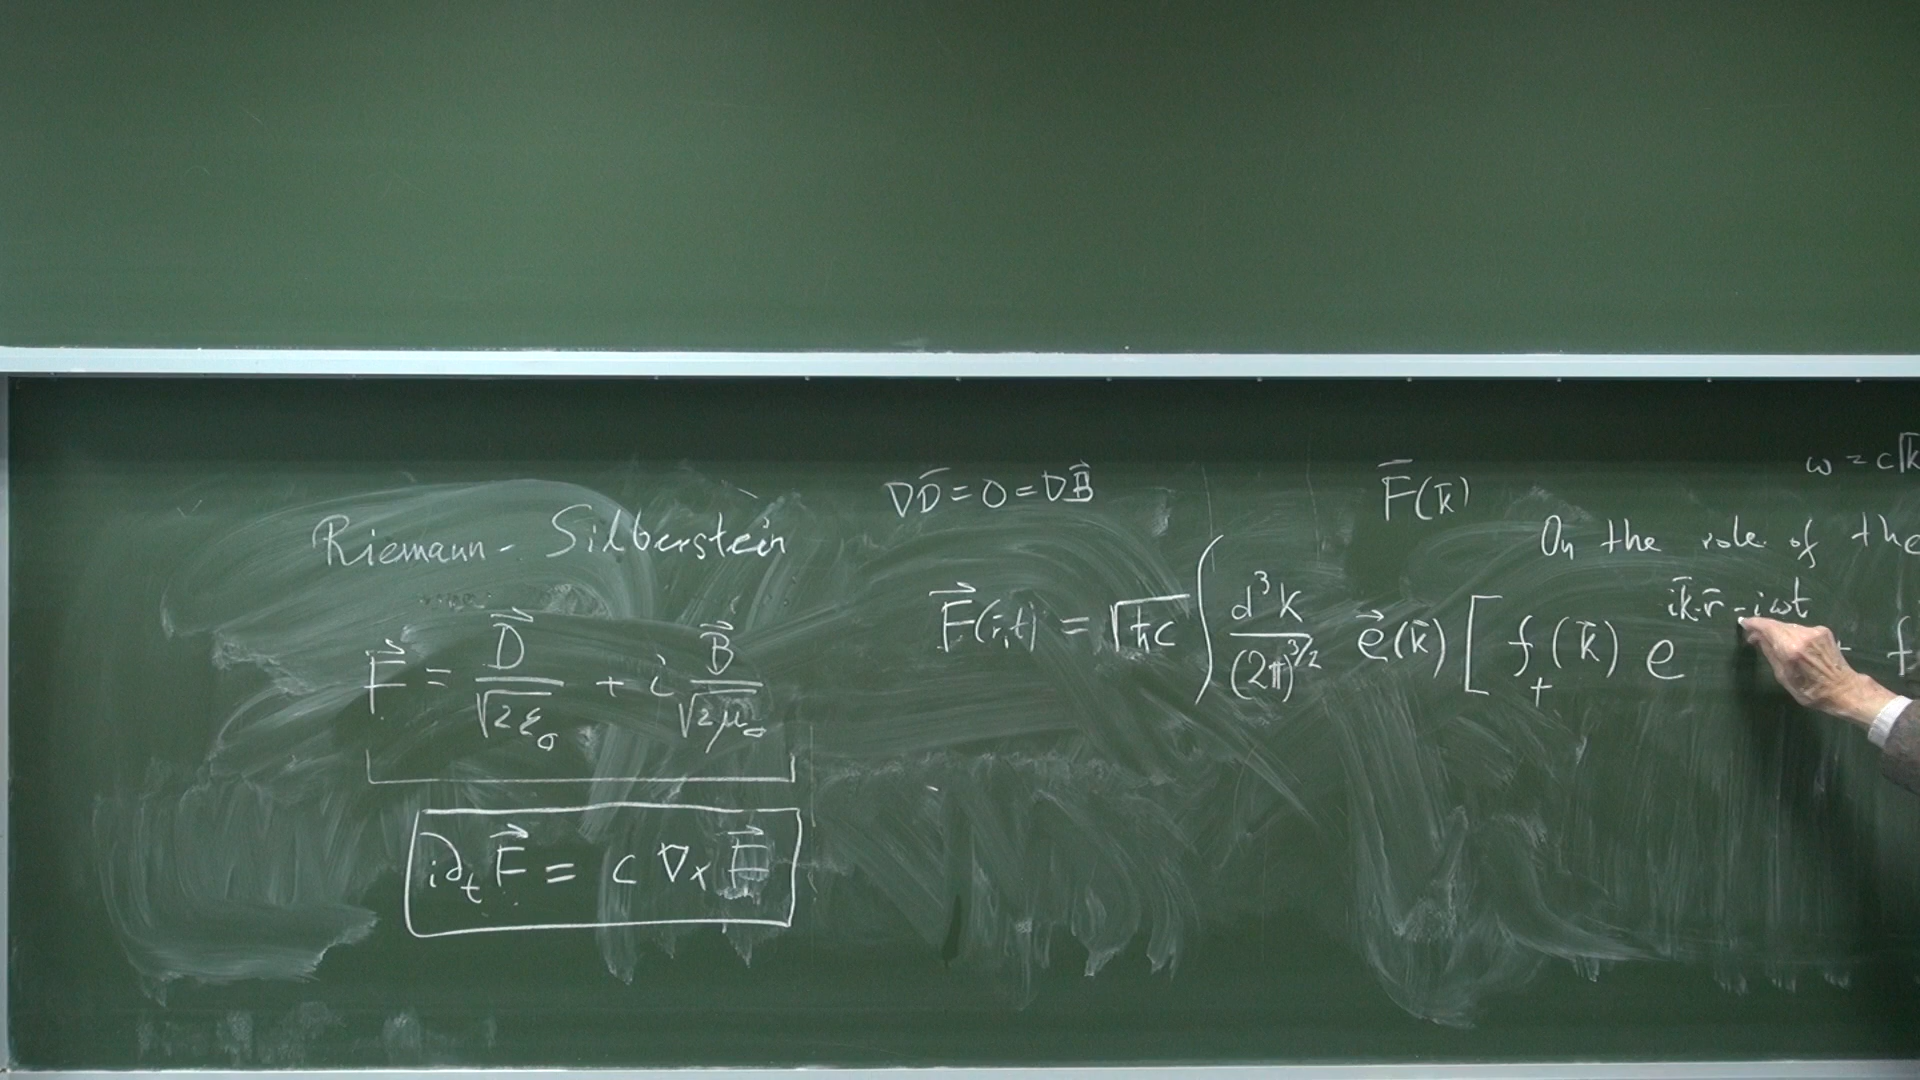 Riemann - Silberstein
F⃗ = D⃗/√2ε₀ + i B⃗/√2μ₀
i∂ₜF⃗ = c ∇× F⃗
∇D̄ = 0 = ∇B⃗
F̄(k̄)
ω = c|k
On the role of the
F⃗(r̄,t) = √ħc ∫ d³k/(2π)^3/2 e⃗(k̄) [ f₊(k̄) e^ik̄·r̄-iωt + f